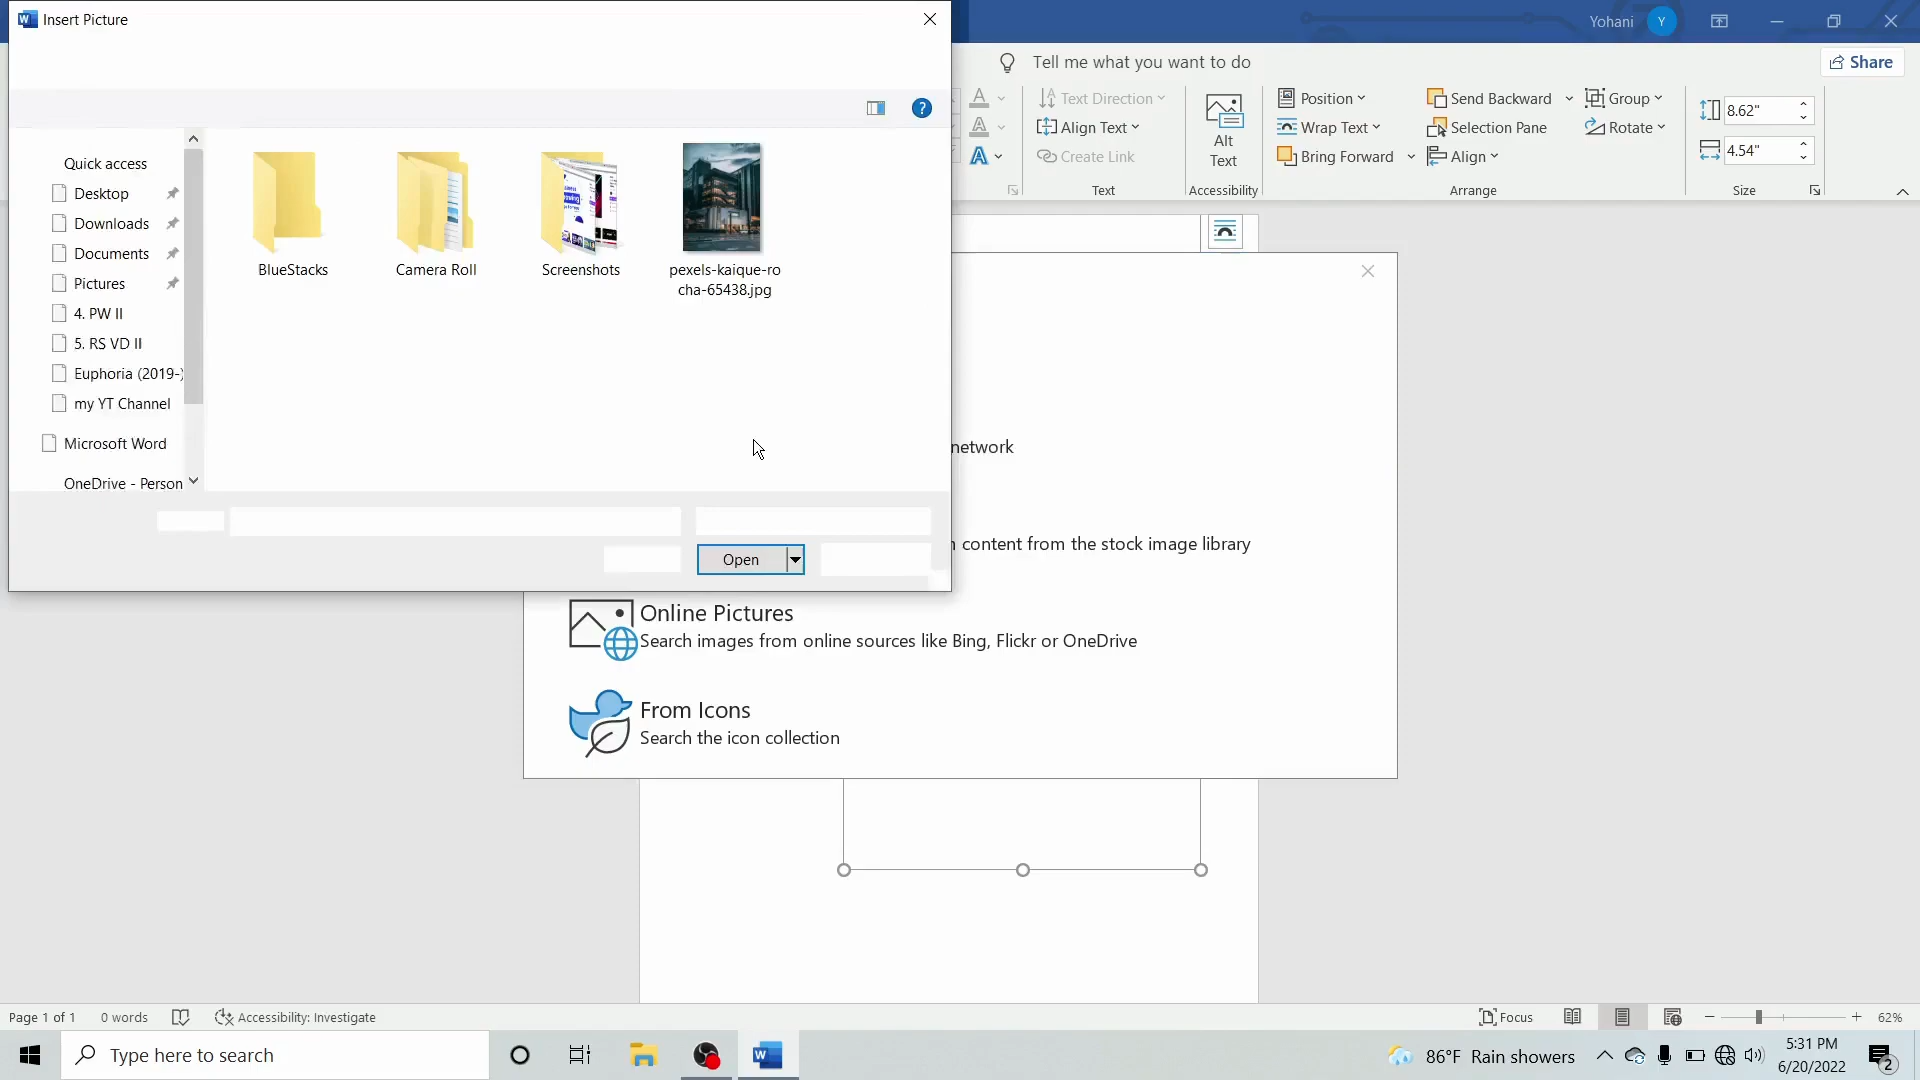 Insert Picture
Yohani
Y
Tell me what you want to do
Share
Text Direction
Align Text
Create Link
Text
Alt
Text
Accessibility
Position
Wrap Text
Bring Forward
Send Backward
Selection Pane
Align
Group
Rotate
Arrange
8.62"
4.54"
Size
Quick access
Desktop
Downloads
Documents
Pictures
4. PW II
5. RS VD II
Euphoria (2019-)
my YT Channel
Microsoft Word
OneDrive - Person
BlueStacks
Camera Roll
Screenshots
pexels-kaique-ro
cha-65438.jpg
Open
network
content from the stock image library
Online Pictures
Search images from online sources like Bing, Flickr or OneDrive
From Icons
Search the icon collection
Page 1 of 1
0 words
Accessibility: Investigate
Focus
62%
Type here to search
86°F Rain showers
5:31 PM
6/20/2022
2